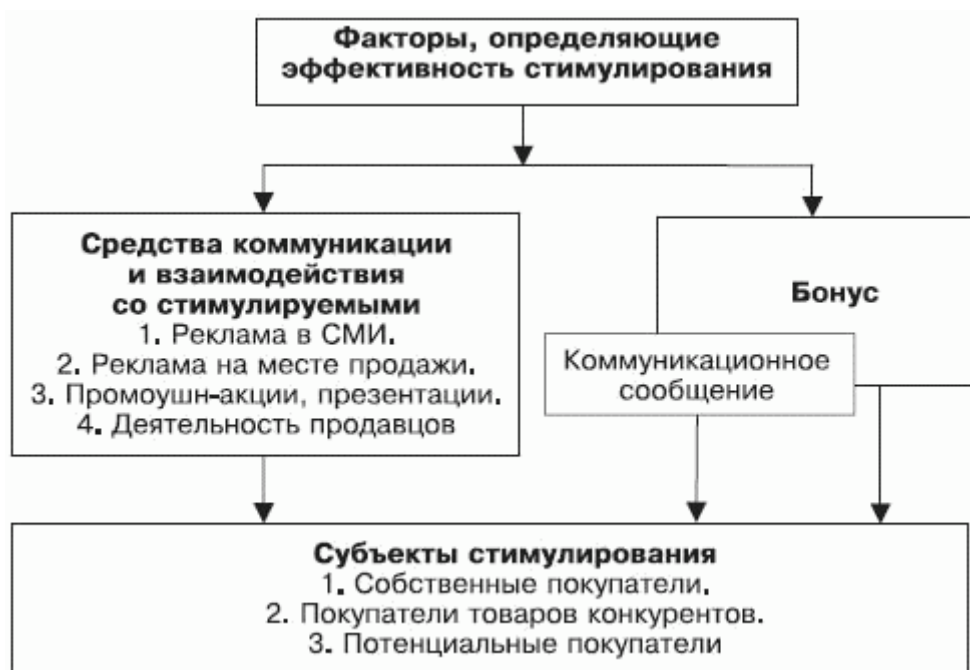 Факторы, определяющие
эффективность стимулирования
Средства коммуникации
и взаимодействия
со стимулируемыми
1. Реклама в СМИ.
2. Реклама на месте продажи.
3. Промоушн-акции, презентации.
4. Деятельность продавцов
Бонус
Коммуникационное
сообщение
Субъекты стимулирования
1. Собственные покупатели.
2. Покупатели товаров конкурентов.
3. Потенциальные покупатели